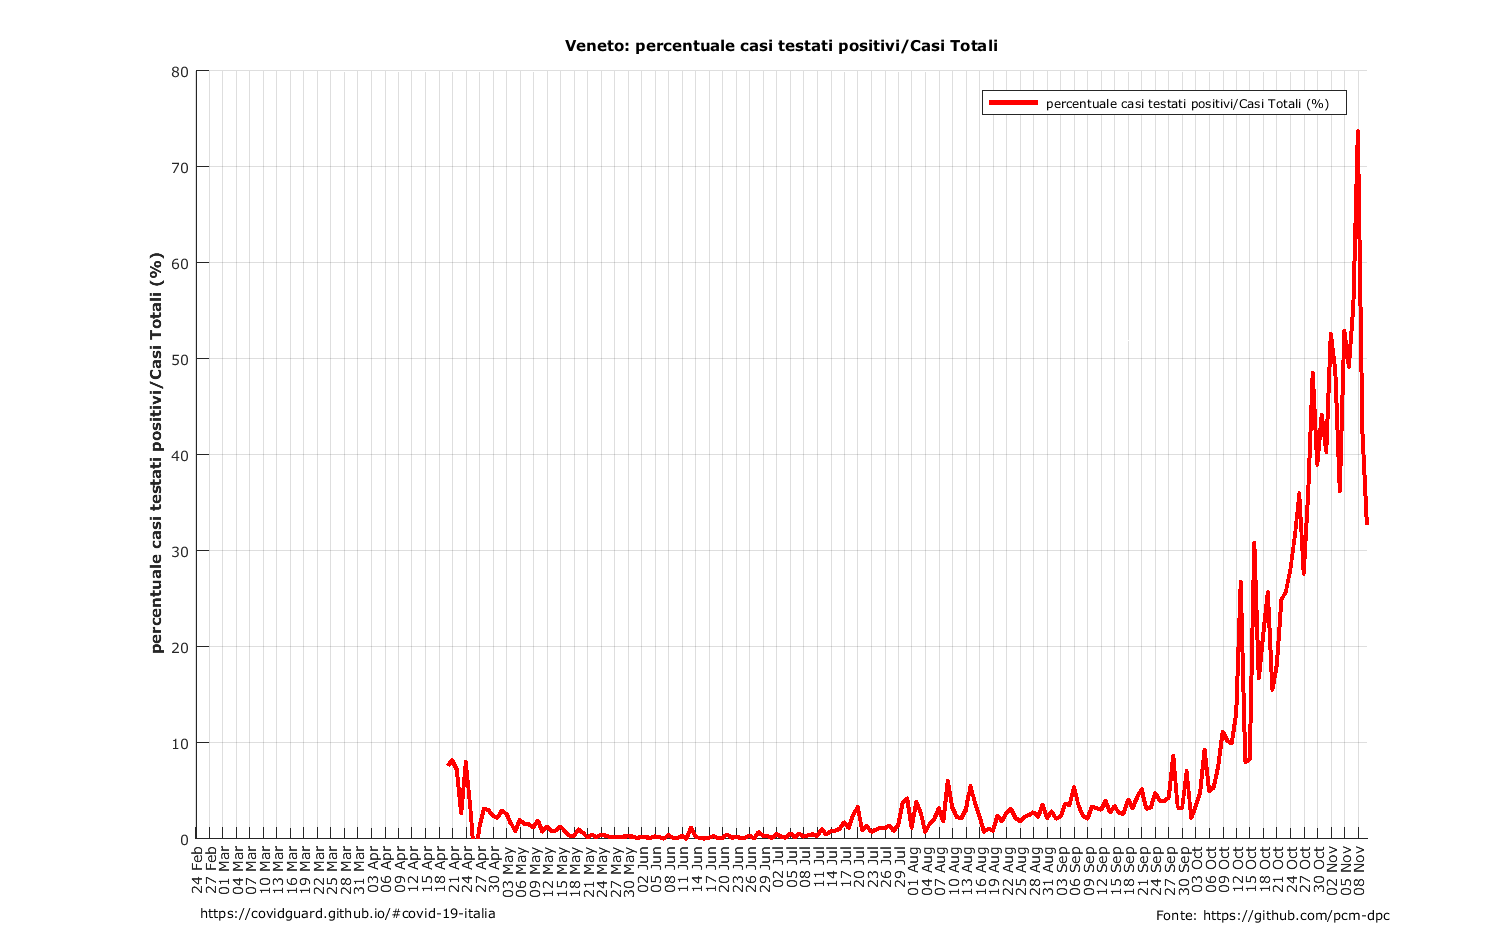 Veneto: percentuale casi testati positivi/Casi Totali
percentuale casi testati positivi/Casi Totali (%)
percentuale casi testati positivi/Casi Totali (%)
80
70
60
50
40
30
20
10
0
24 Feb
27 Feb
01 Mar
04 Mar
07 Mar
10 Mar
13 Mar
16 Mar
19 Mar
22 Mar
25 Mar
28 Mar
31 Mar
03 Apr
06 Apr
09 Apr
12 Apr
15 Apr
18 Apr
21 Apr
24 Apr
27 Apr
30 Apr
03 May
06 May
09 May
12 May
15 May
18 May
21 May
24 May
27 May
30 May
02 Jun
05 Jun
08 Jun
11 Jun
14 Jun
17 Jun
20 Jun
23 Jun
26 Jun
29 Jun
02 Jul
05 Jul
08 Jul
11 Jul
14 Jul
17 Jul
20 Jul
23 Jul
26 Jul
29 Jul
01 Aug
04 Aug
07 Aug
10 Aug
13 Aug
16 Aug
19 Aug
22 Aug
25 Aug
28 Aug
31 Aug
03 Sep
06 Sep
09 Sep
12 Sep
15 Sep
18 Sep
21 Sep
24 Sep
27 Sep
30 Sep
03 Oct
06 Oct
09 Oct
12 Oct
15 Oct
18 Oct
21 Oct
24 Oct
27 Oct
30 Oct
02 Nov
05 Nov
08 Nov
https://covidguard.github.io/#covid-19-italia
Fonte: https://github.com/pcm-dpc